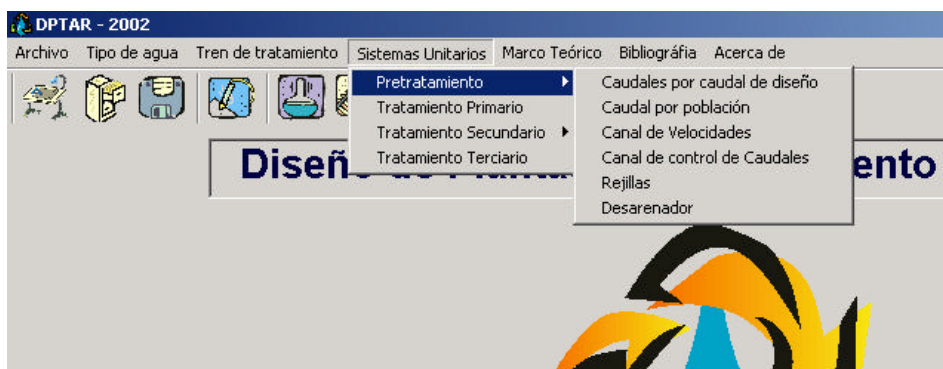 DPTAR - 2002
Archivo Tipo de agua Tren de tratamiento Sistemas Unitarios Marco Teórico Bibliográfia Acerca de
Pretratamiento
Tratamiento Primario
Tratamiento Secundario
Tratamiento Terciario
Caudales por caudal de diseño
Caudal por población
Canal de Velocidades
Canal de control de Caudales
Rejillas
Desarenador